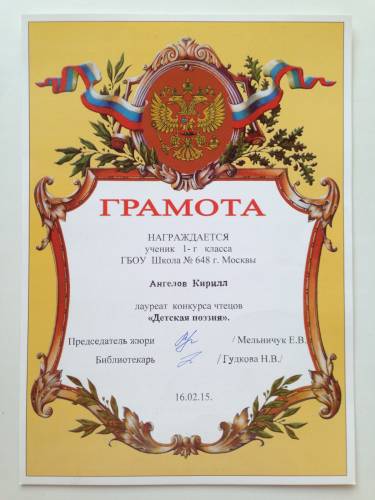 ГРАМОТА
НАГРАЖДАЕТСЯ
ученик 1-г класса
ГБОУ Школа № 648 г. Москвы
Ангелов Кирилл
лауреат конкурса чтецов
«Детская поэзия».
Председатель жюри / Мельничук Е.В.
Библиотекарь / Гудкова Н.В./
16.02.15.